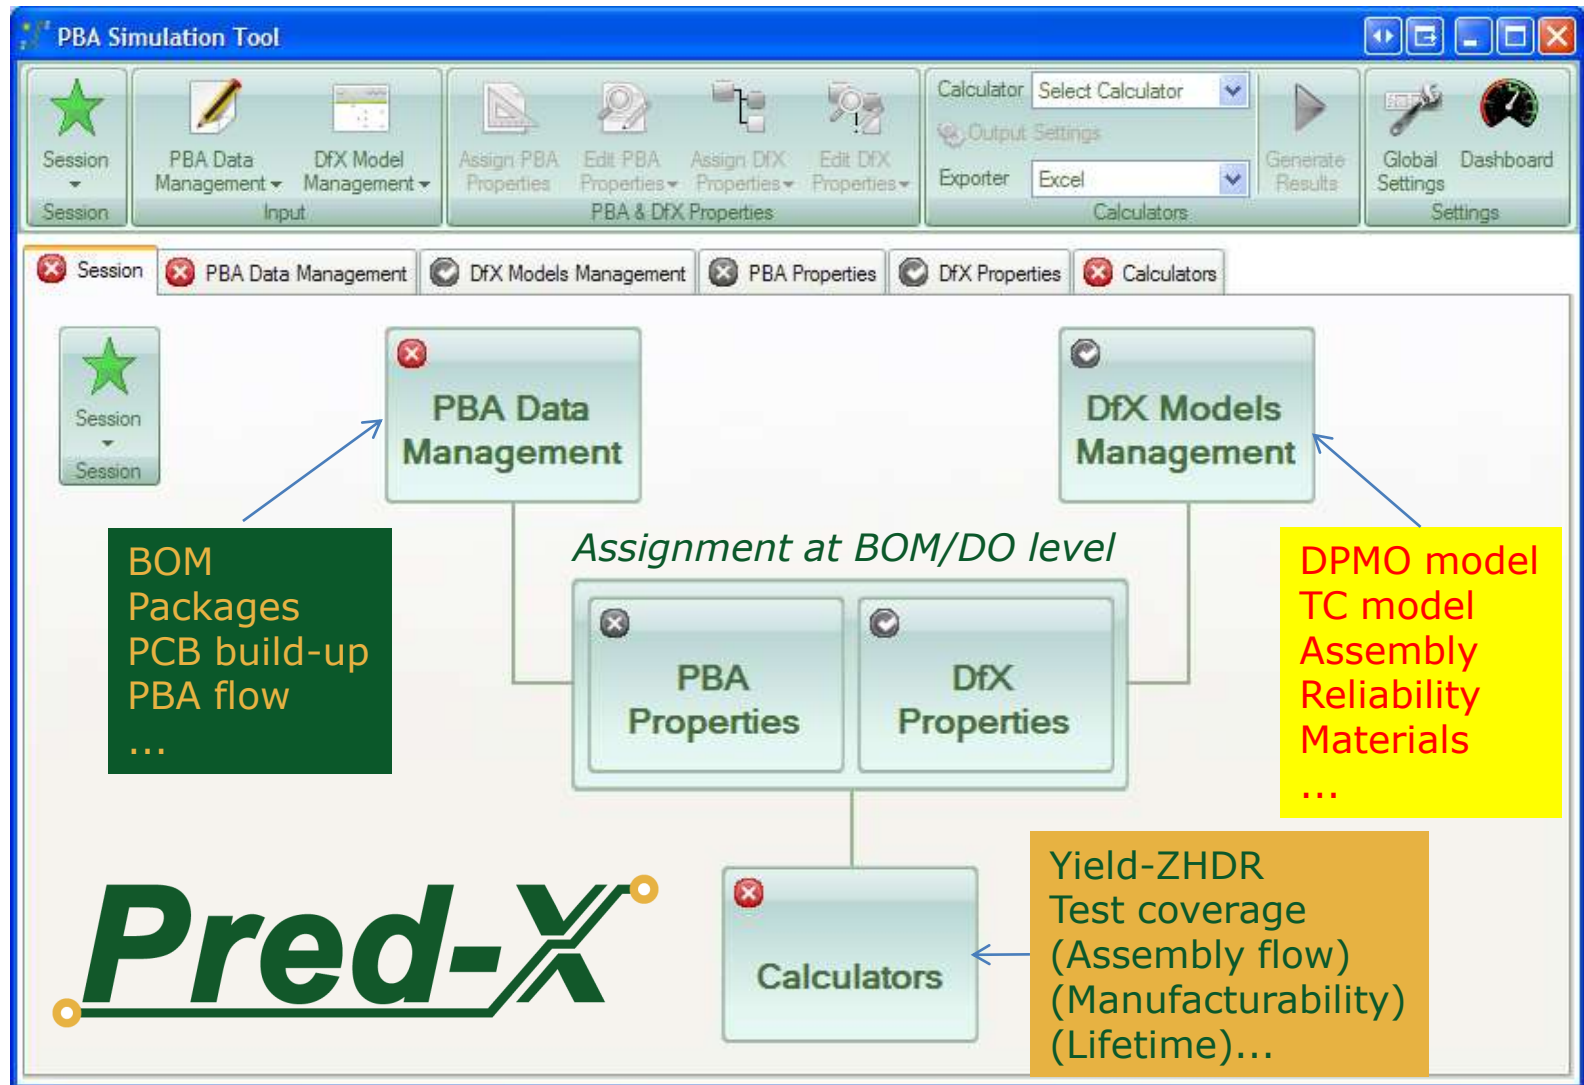 PBA Simulation Tool
Calculator Select Calculator
Output Settings
Session
PBA Data
Management
DfX Model
Management
Assign PBA
Properties
Edit PBA
Properties
Assign DfX
Properties
Edit DfX
Properties
Exporter Excel
Generate
Results
Global
Settings
Dashboard
Session
Input
PBA & DfX Properties
Calculators
Settings
Session PBA Data Management DfX Models Management PBA Properties DfX Properties Calculators
Session
Session
PBA Data
Management
DfX Models
Management
Assignment at BOM/DO level
BOM
Packages
PCB build-up
PBA flow
...
DPMO model
TC model
Assembly
Reliability
Materials
...
PBA
Properties
DfX
Properties
Pred-X
Calculators
Yield-ZHDR
Test coverage
(Assembly flow)
(Manufacturability)
(Lifetime)...